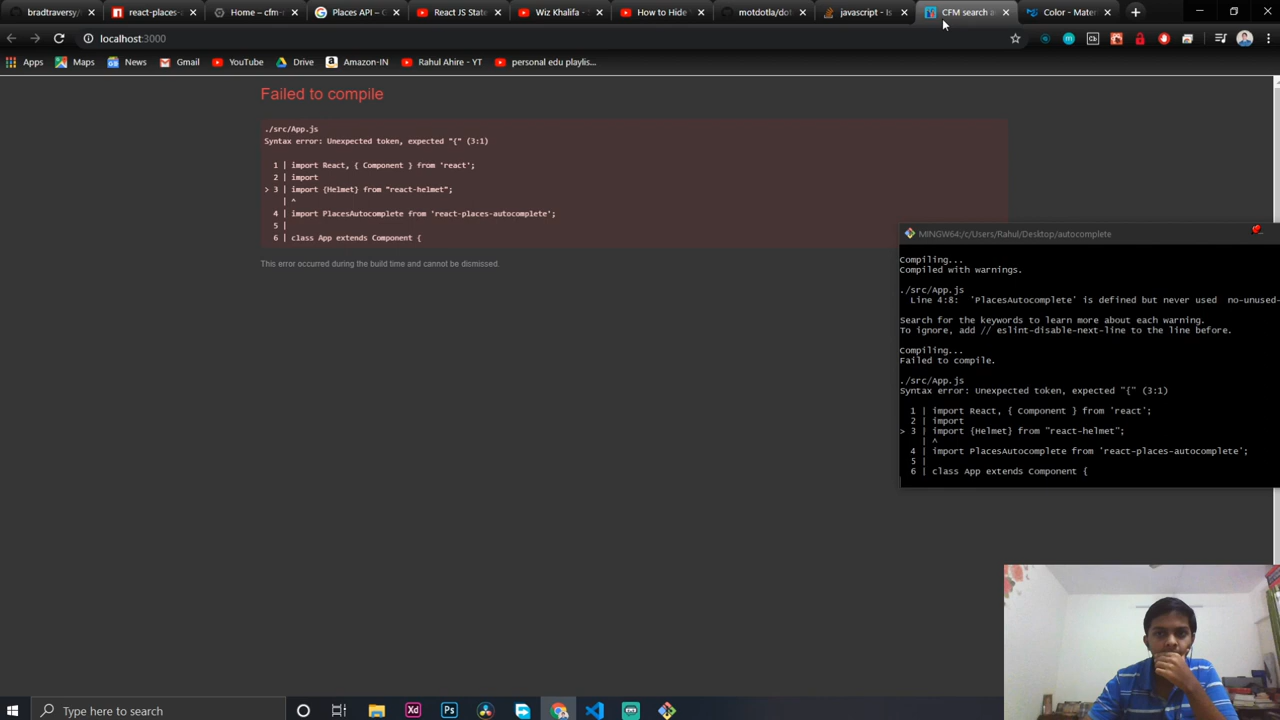 bradtraversy/
react-places-
Home – cfm-r
Places API –
React JS State
Wiz Khalifa -
How to Hide
motdotla/dot
javascript - Is
CFM search a
Color - Mater
localhost:3000
Apps
Maps
News
Gmail
YouTube
Drive
Amazon-IN
Rahul Ahire - YT
personal edu playlis...
Failed to compile
./src/App.js
Syntax error: Unexpected token, expected "{" (3:1)
1 | import React, { Component } from 'react';
2 | import
> 3 | import {Helmet} from "react-helmet";
| ^
4 | import PlacesAutocomplete from 'react-places-autocomplete';
5 |
6 | class App extends Component {
This error occurred during the build time and cannot be dismissed.
MINGW64:/c/Users/Rahul/Desktop/autocomplete
Compiling...
Compiled with warnings.
./src/App.js
Line 4:8: 'PlacesAutocomplete' is defined but never used no-unused-
Search for the keywords to learn more about each warning.
To ignore, add // eslint-disable-next-line to the line before.
Compiling...
Failed to compile.
./src/App.js
Syntax error: Unexpected token, expected "{" (3:1)
1 | import React, { Component } from 'react';
2 | import
> 3 | import {Helmet} from "react-helmet";
| ^
4 | import PlacesAutocomplete from 'react-places-autocomplete';
5 |
6 | class App extends Component {
Type here to search